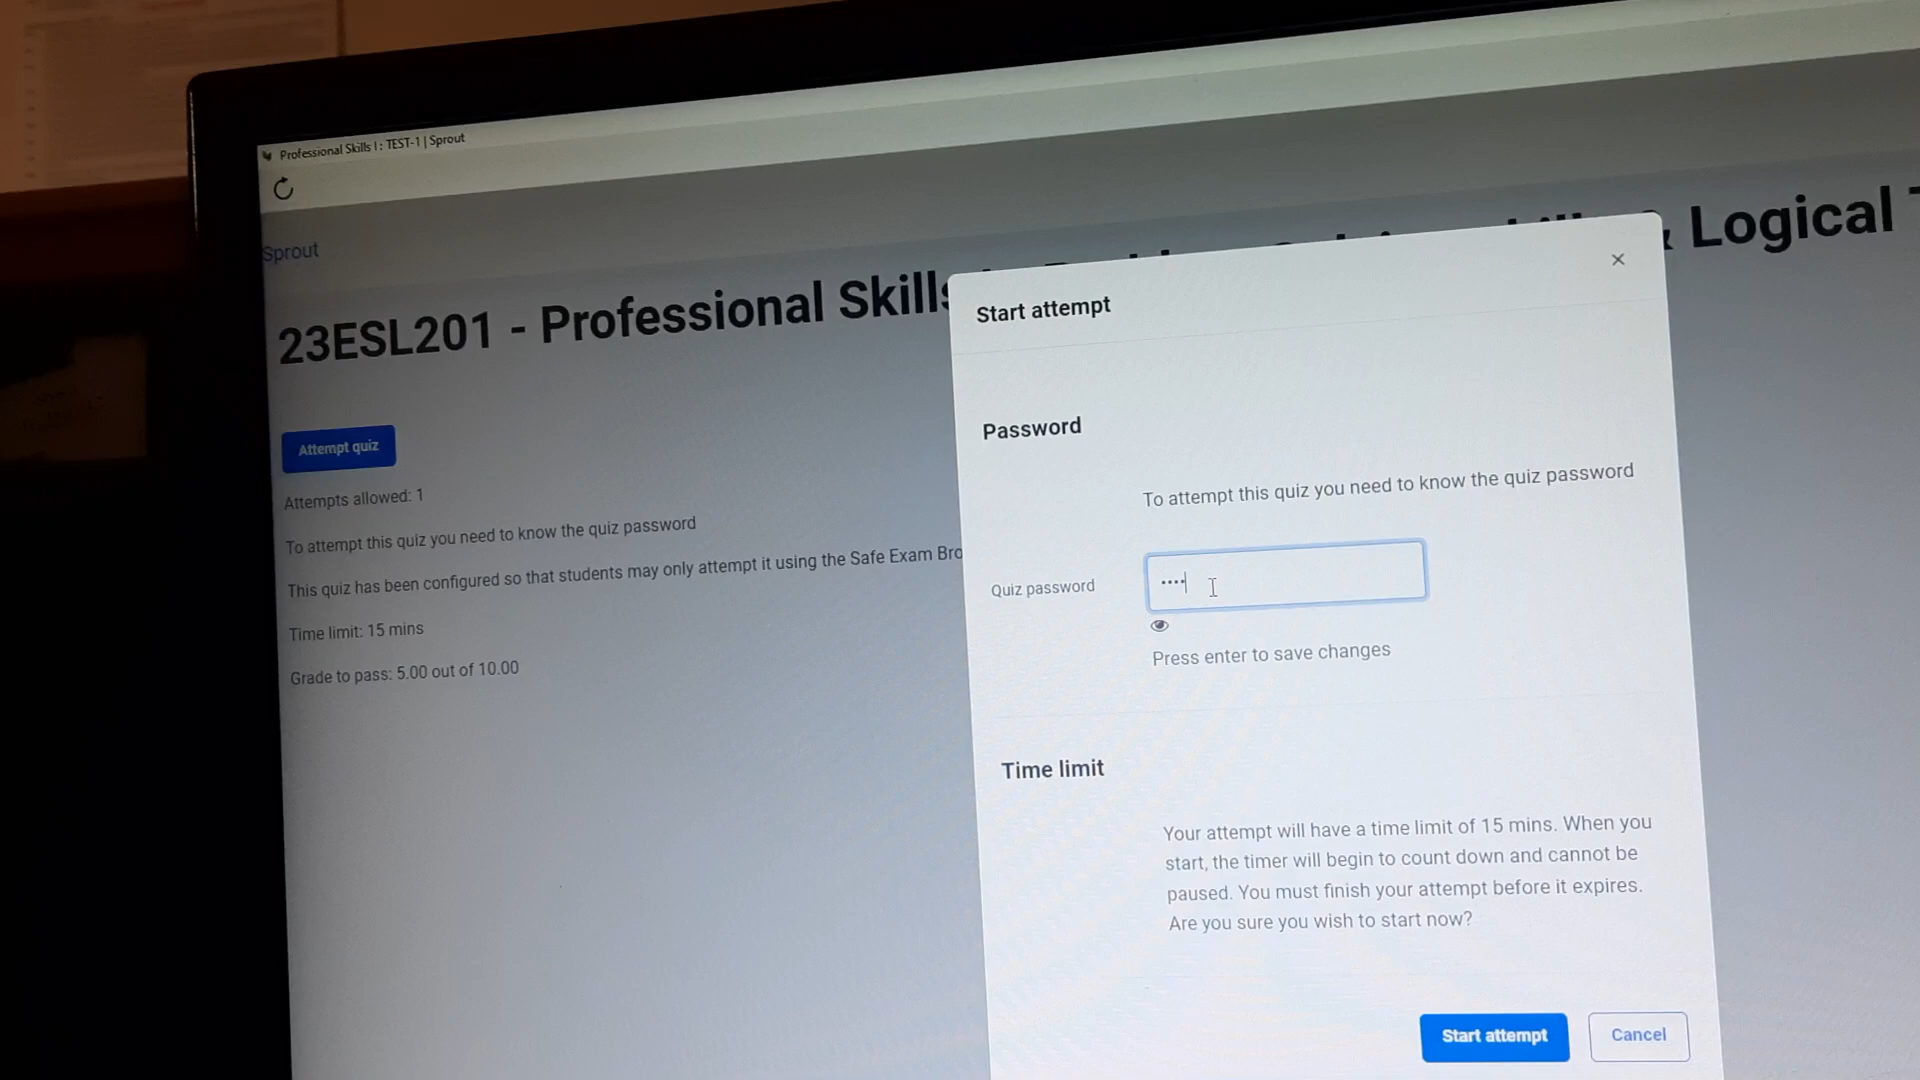 Professional Skills I : TEST-1 | Sprout
Sprout
23ESL201 - Professional Skills & Logical
Attempt quiz
Attempts allowed: 1
To attempt this quiz you need to know the quiz password
This quiz has been configured so that students may only attempt it using the Safe Exam Bro
Time limit: 15 mins
Grade to pass: 5.00 out of 10.00
Start attempt
×
Password
To attempt this quiz you need to know the quiz password
Quiz password
••••
Press enter to save changes
Time limit
Your attempt will have a time limit of 15 mins. When you
start, the timer will begin to count down and cannot be
paused. You must finish your attempt before it expires.
Are you sure you wish to start now?
Start attempt
Cancel